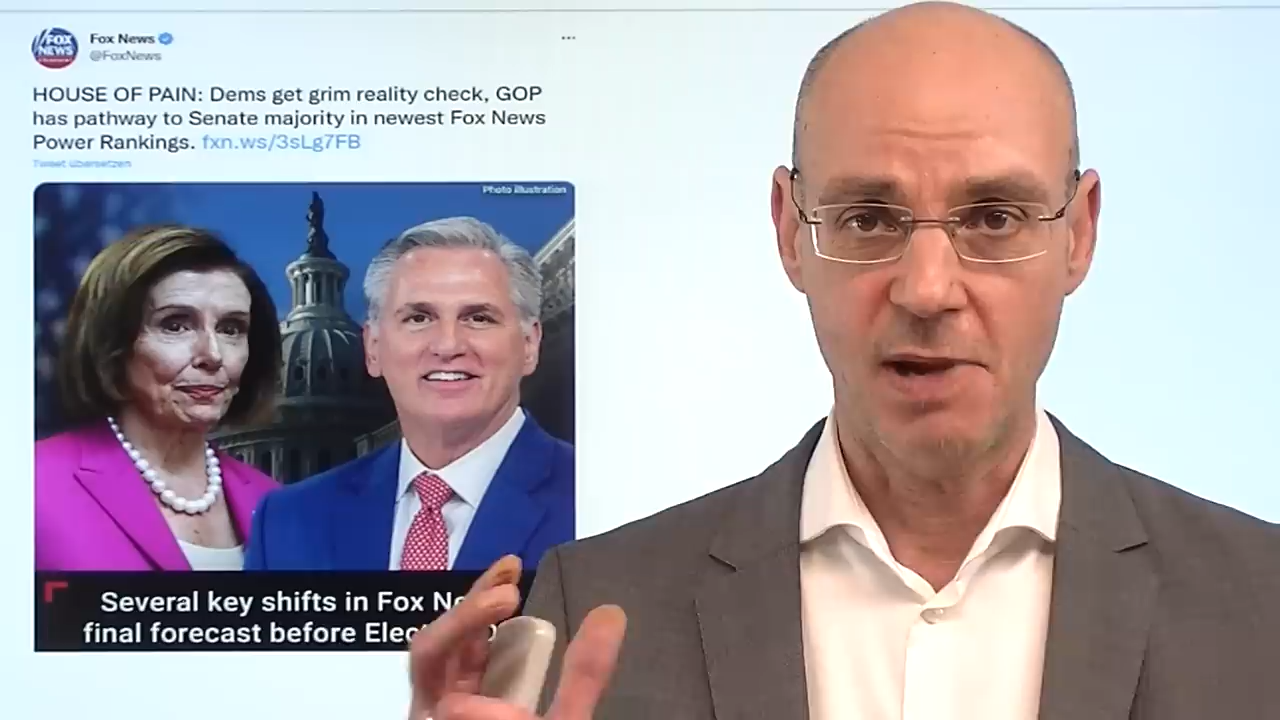 FOX
NEWS
Fox News
@FoxNews
...
HOUSE OF PAIN: Dems get grim reality check, GOP
has pathway to Senate majority in newest Fox News
Power Rankings. fxn.ws/3sLg7FB
Tweet übersetzen
Photo illustration
Several key shifts in Fox
final forecast before